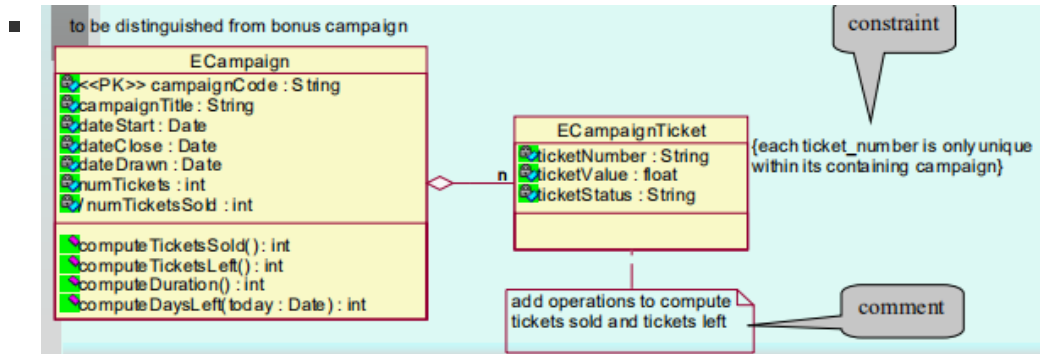 to be distinguished from bonus campaign
constraint
ECampaign
<<PK>> campaignCode : String
campaignTitle : String
dateStart : Date
dateClose : Date
dateDrawn : Date
numTickets : int
/ numTicketsSold : int
computeTicketsSold() : int
computeTicketsLeft() : int
computeDuration() : int
computeDaysLeft(today : Date) : int
n
ECampaignTicket
ticketNumber : String
ticketValue : float
ticketStatus : String
{each ticket_number is only unique
within its containing campaign}
add operations to compute
tickets sold and tickets left
comment